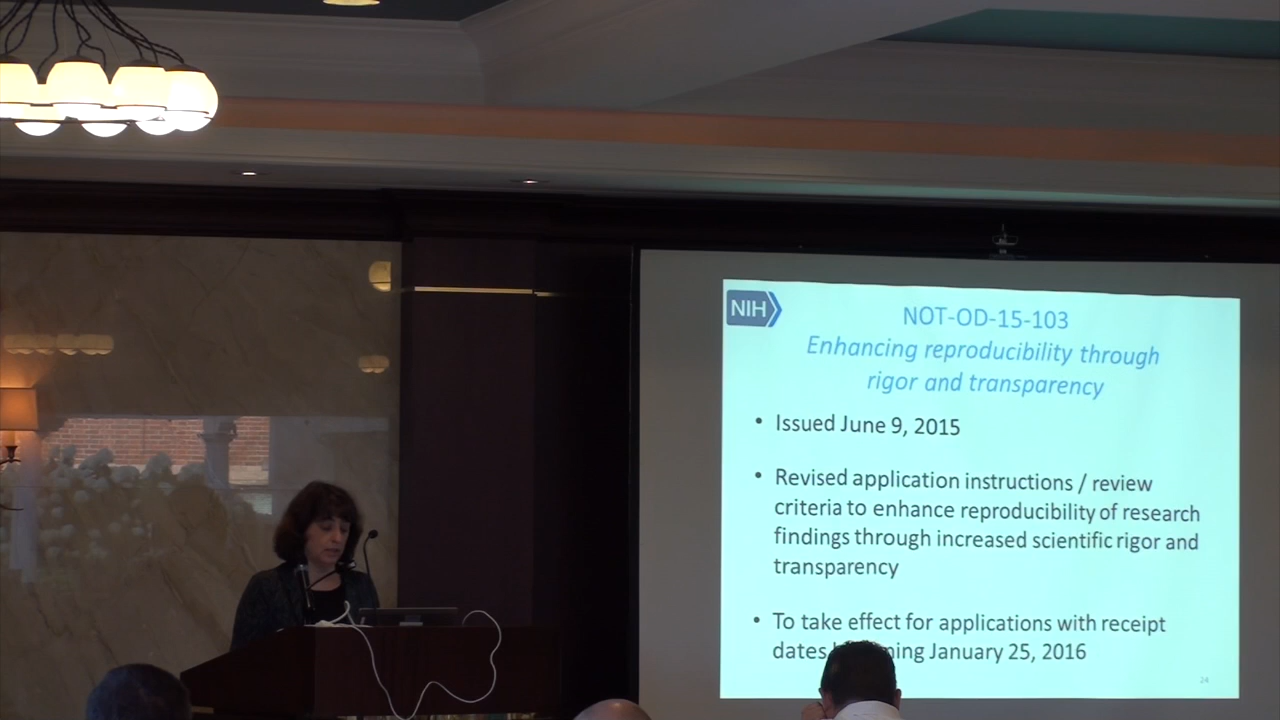 NIH
NOT-OD-15-103
Enhancing reproducibility through
rigor and transparency
• Issued June 9, 2015
• Revised application instructions / review
criteria to enhance reproducibility of research
findings through increased scientific rigor and
transparency
• To take effect for applications with receipt
dates January 25, 2016
24